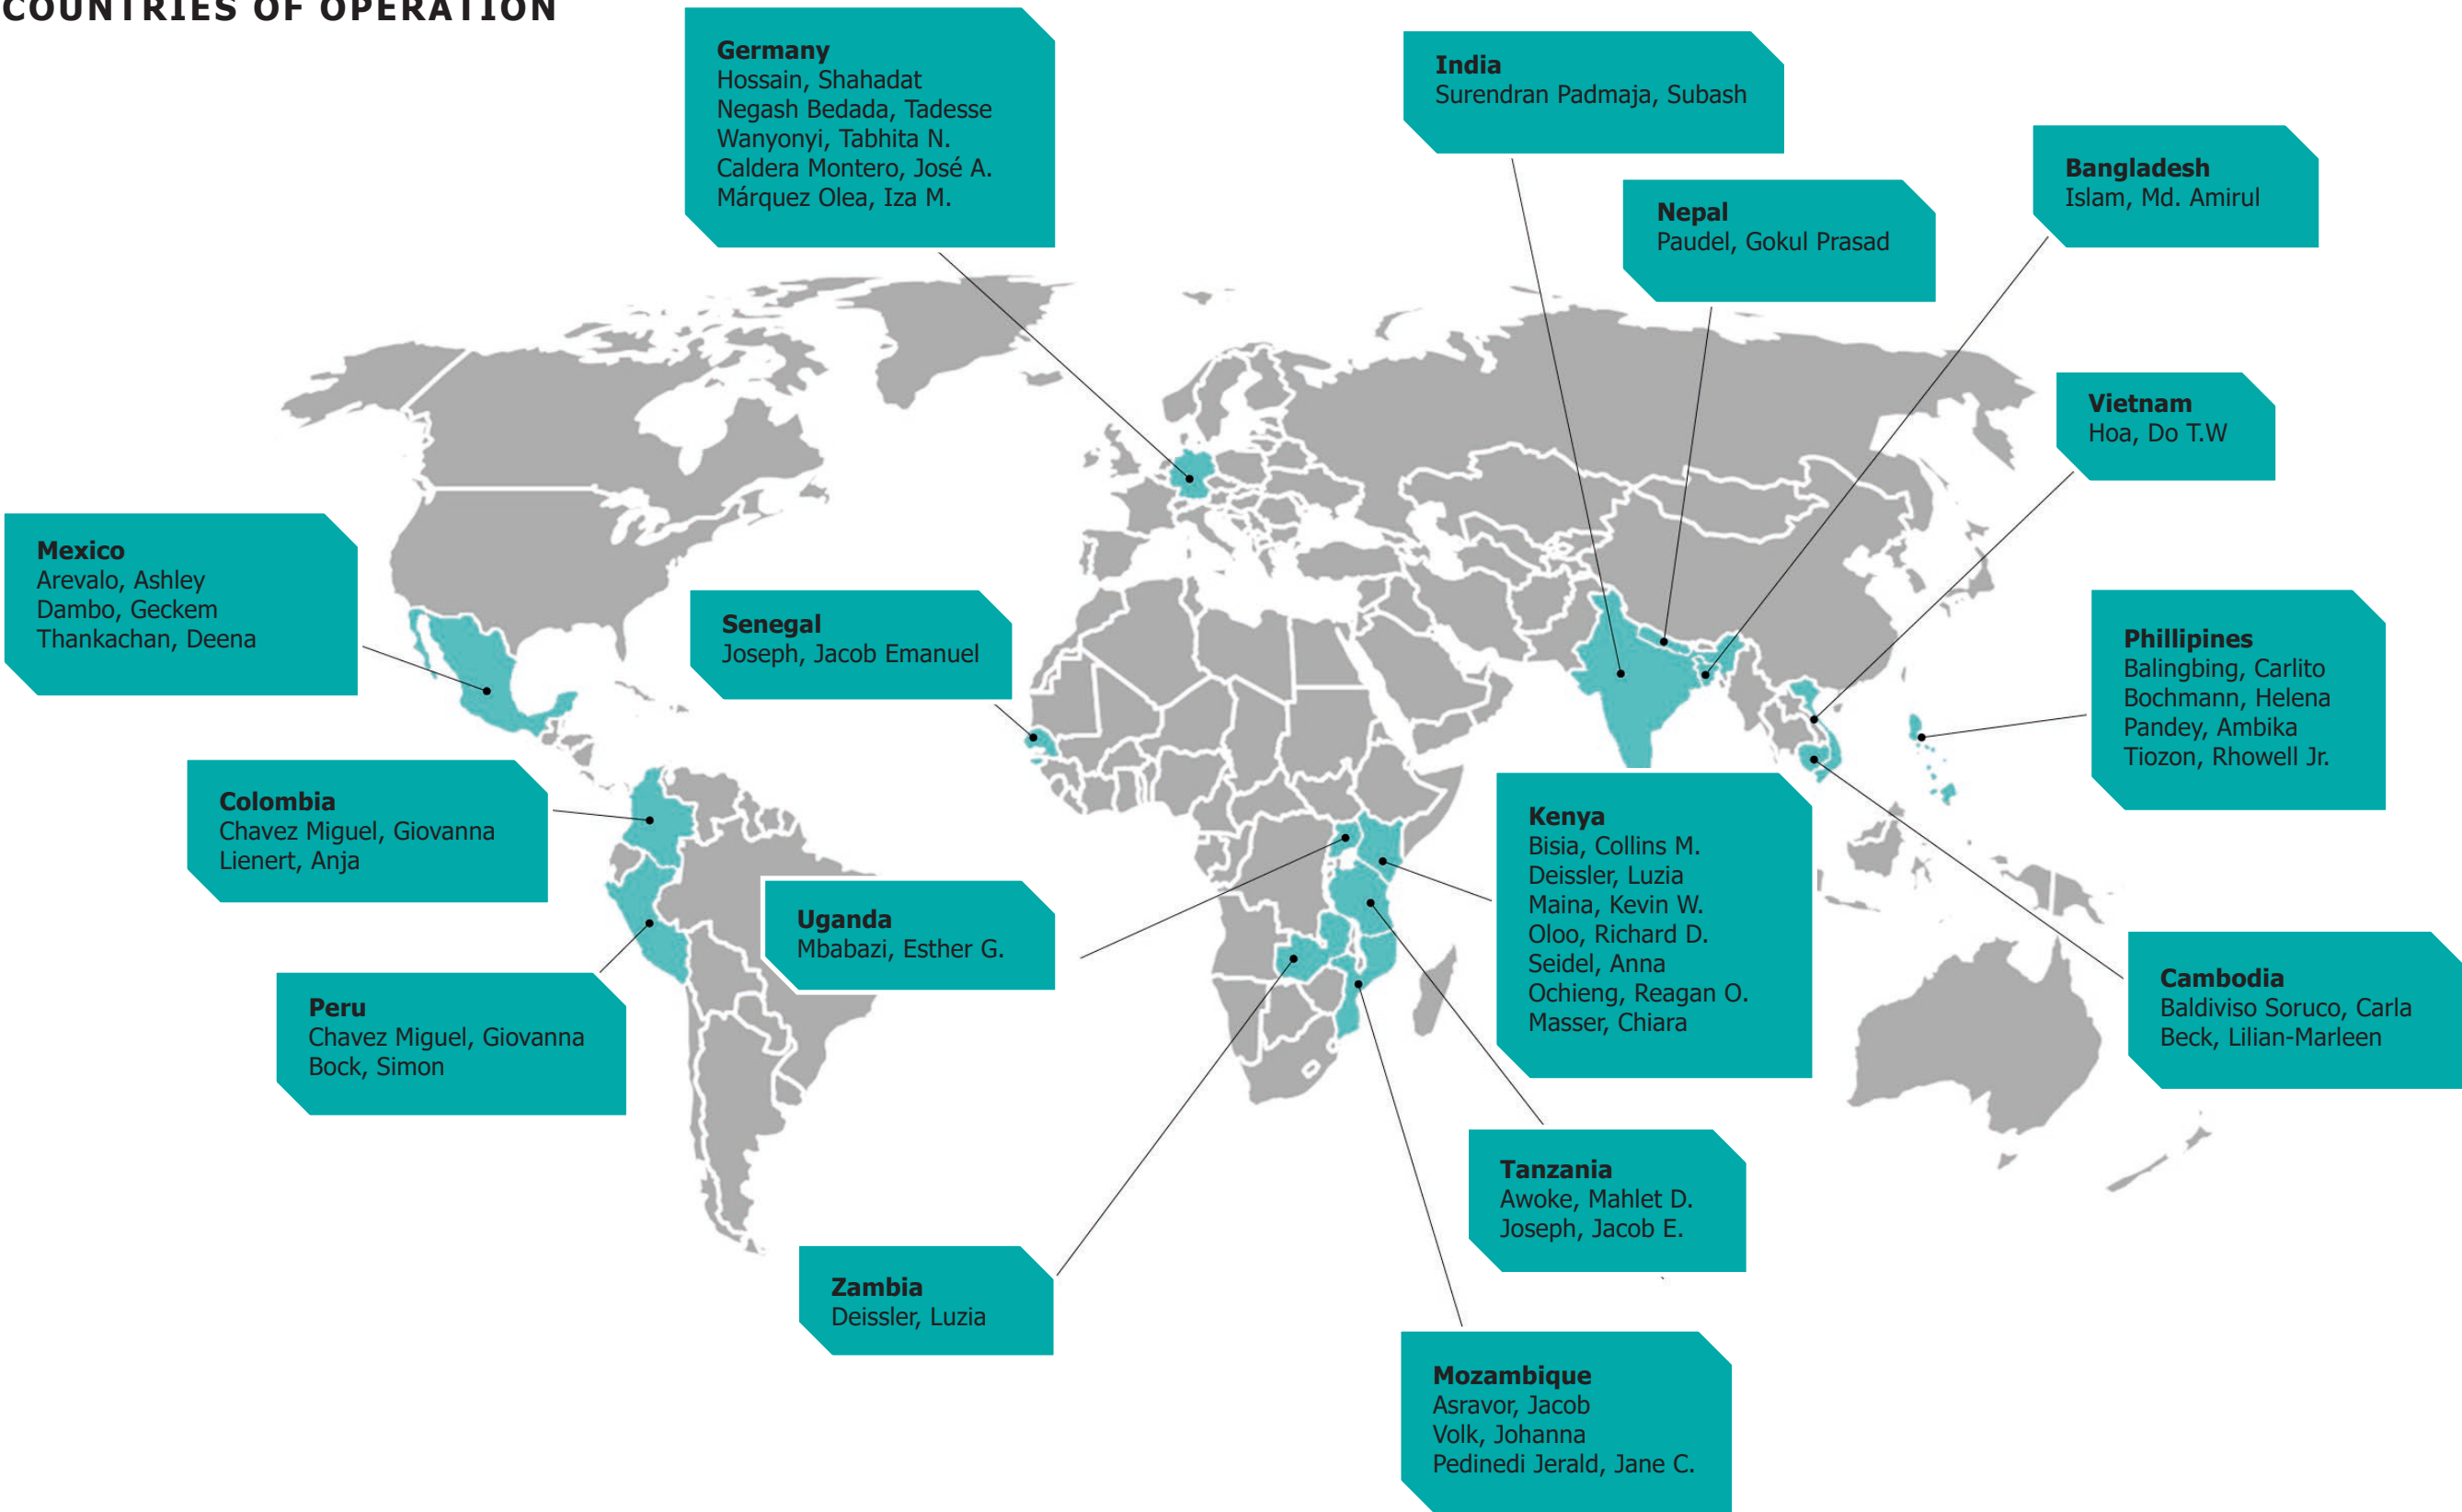 COUNTRIES OF OPERATION
Germany
Hossain, Shahadat
Negash Bedada, Tadesse
Wanyonyi, Tabhita N.
Caldera Montero, José A.
Márquez Olea, Iza M.
India
Surendran Padmaja, Subash
Bangladesh
Islam, Md. Amirul
Nepal
Paudel, Gokul Prasad
Vietnam
Hoa, Do T.W
Mexico
Arevalo, Ashley
Dambo, Geckem
Thankachan, Deena
Senegal
Joseph, Jacob Emanuel
Phillipines
Balingbing, Carlito
Bochmann, Helena
Pandey, Ambika
Tiozon, Rhowell Jr.
Colombia
Chavez Miguel, Giovanna
Lienert, Anja
Kenya
Bisia, Collins M.
Deissler, Luzia
Maina, Kevin W.
Oloo, Richard D.
Seidel, Anna
Ochieng, Reagan O.
Masser, Chiara
Uganda
Mbabazi, Esther G.
Peru
Chavez Miguel, Giovanna
Bock, Simon
Cambodia
Baldiviso Soruco, Carla
Beck, Lilian-Marleen
Tanzania
Awoke, Mahlet D.
Joseph, Jacob E.
Zambia
Deissler, Luzia
Mozambique
Asravor, Jacob
Volk, Johanna
Pedinedi Jerald, Jane C.